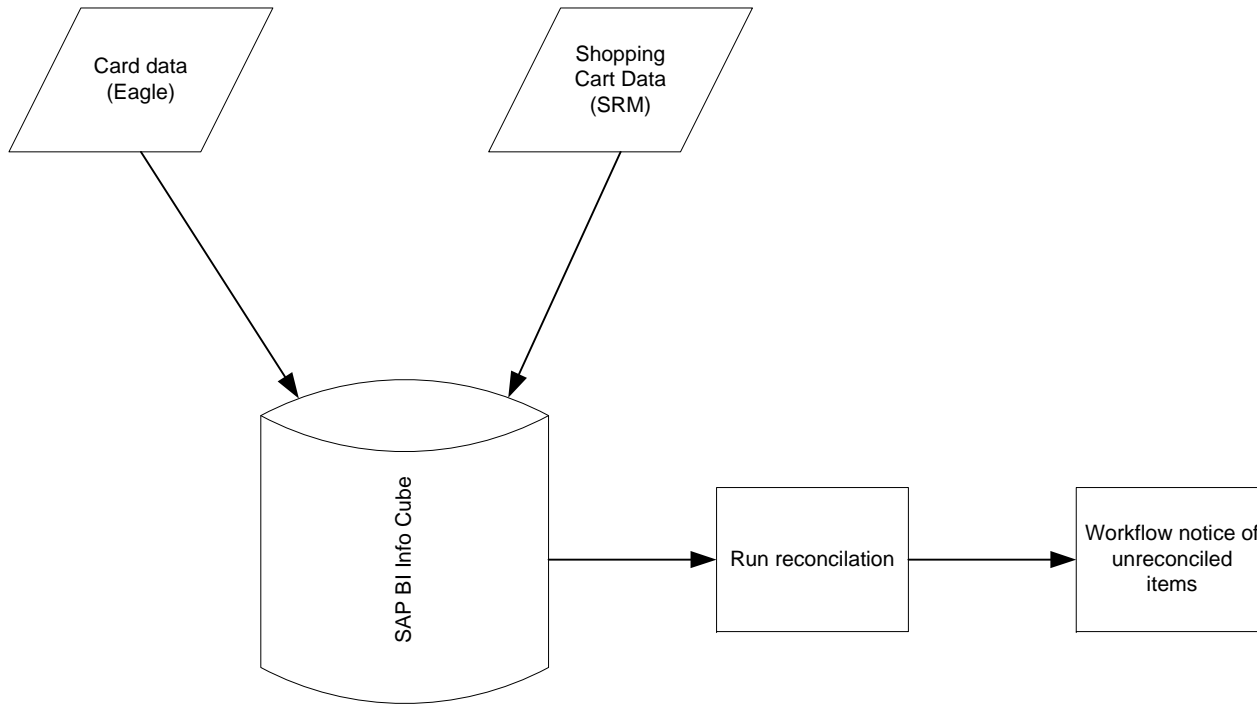 Card data
(Eagle)
Shopping
Cart Data
(SRM)
SAP BI Info Cube
Run reconcilation
Workflow notice of
unreconciled
items